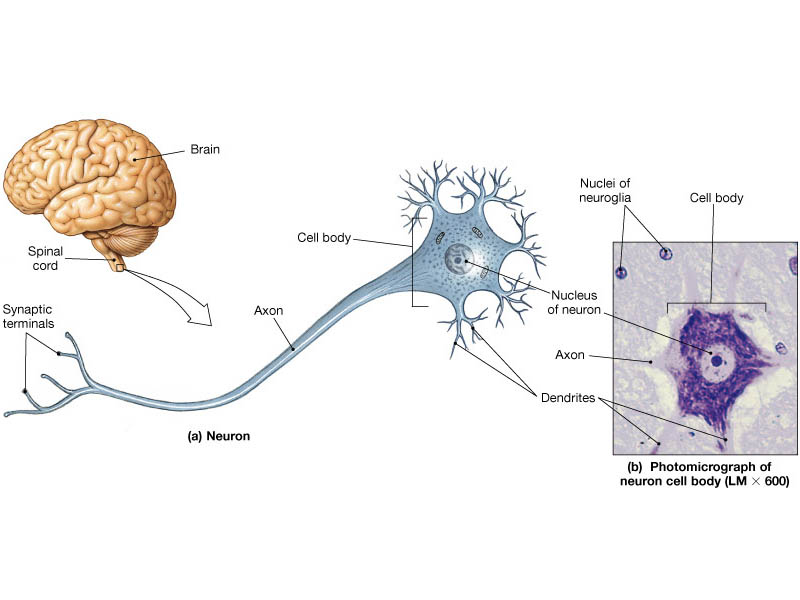 Brain
Spinal
cord
Synaptic
terminals
Cell body
Axon
(a) Neuron
Nuclei of
neuroglia
Cell body
Nucleus
of neuron
Axon
Dendrites
(b) Photomicrograph of
neuron cell body (LM × 600)